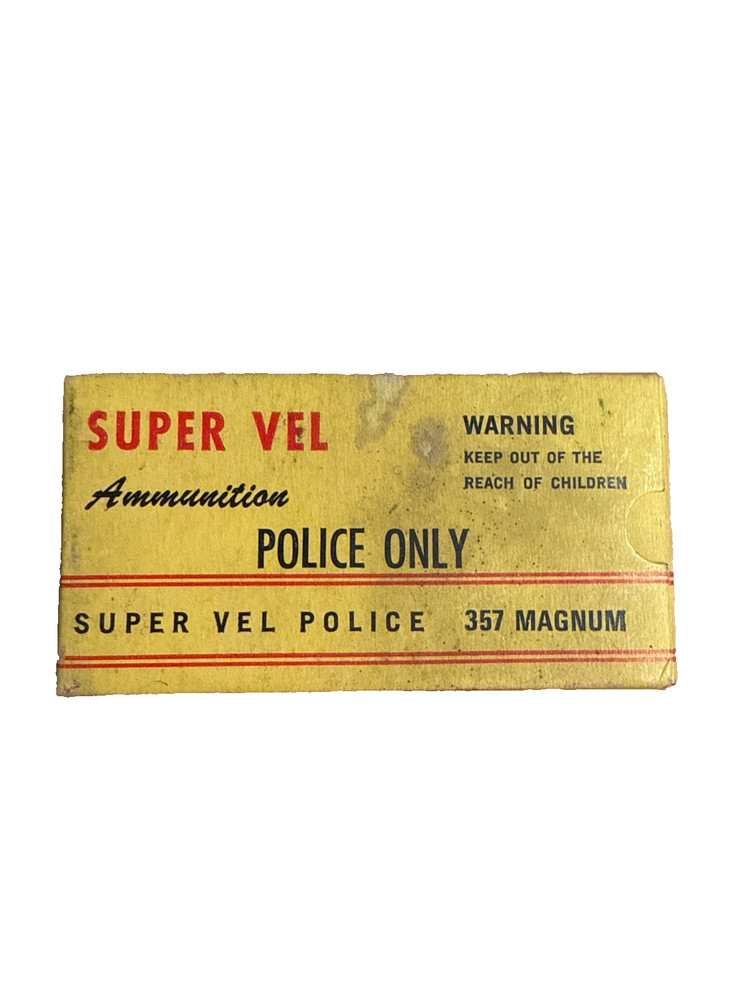 SUPER VEL
Ammunition
WARNING
KEEP OUT OF THE
REACH OF CHILDREN
POLICE ONLY
SUPER VEL POLICE 357 MAGNUM